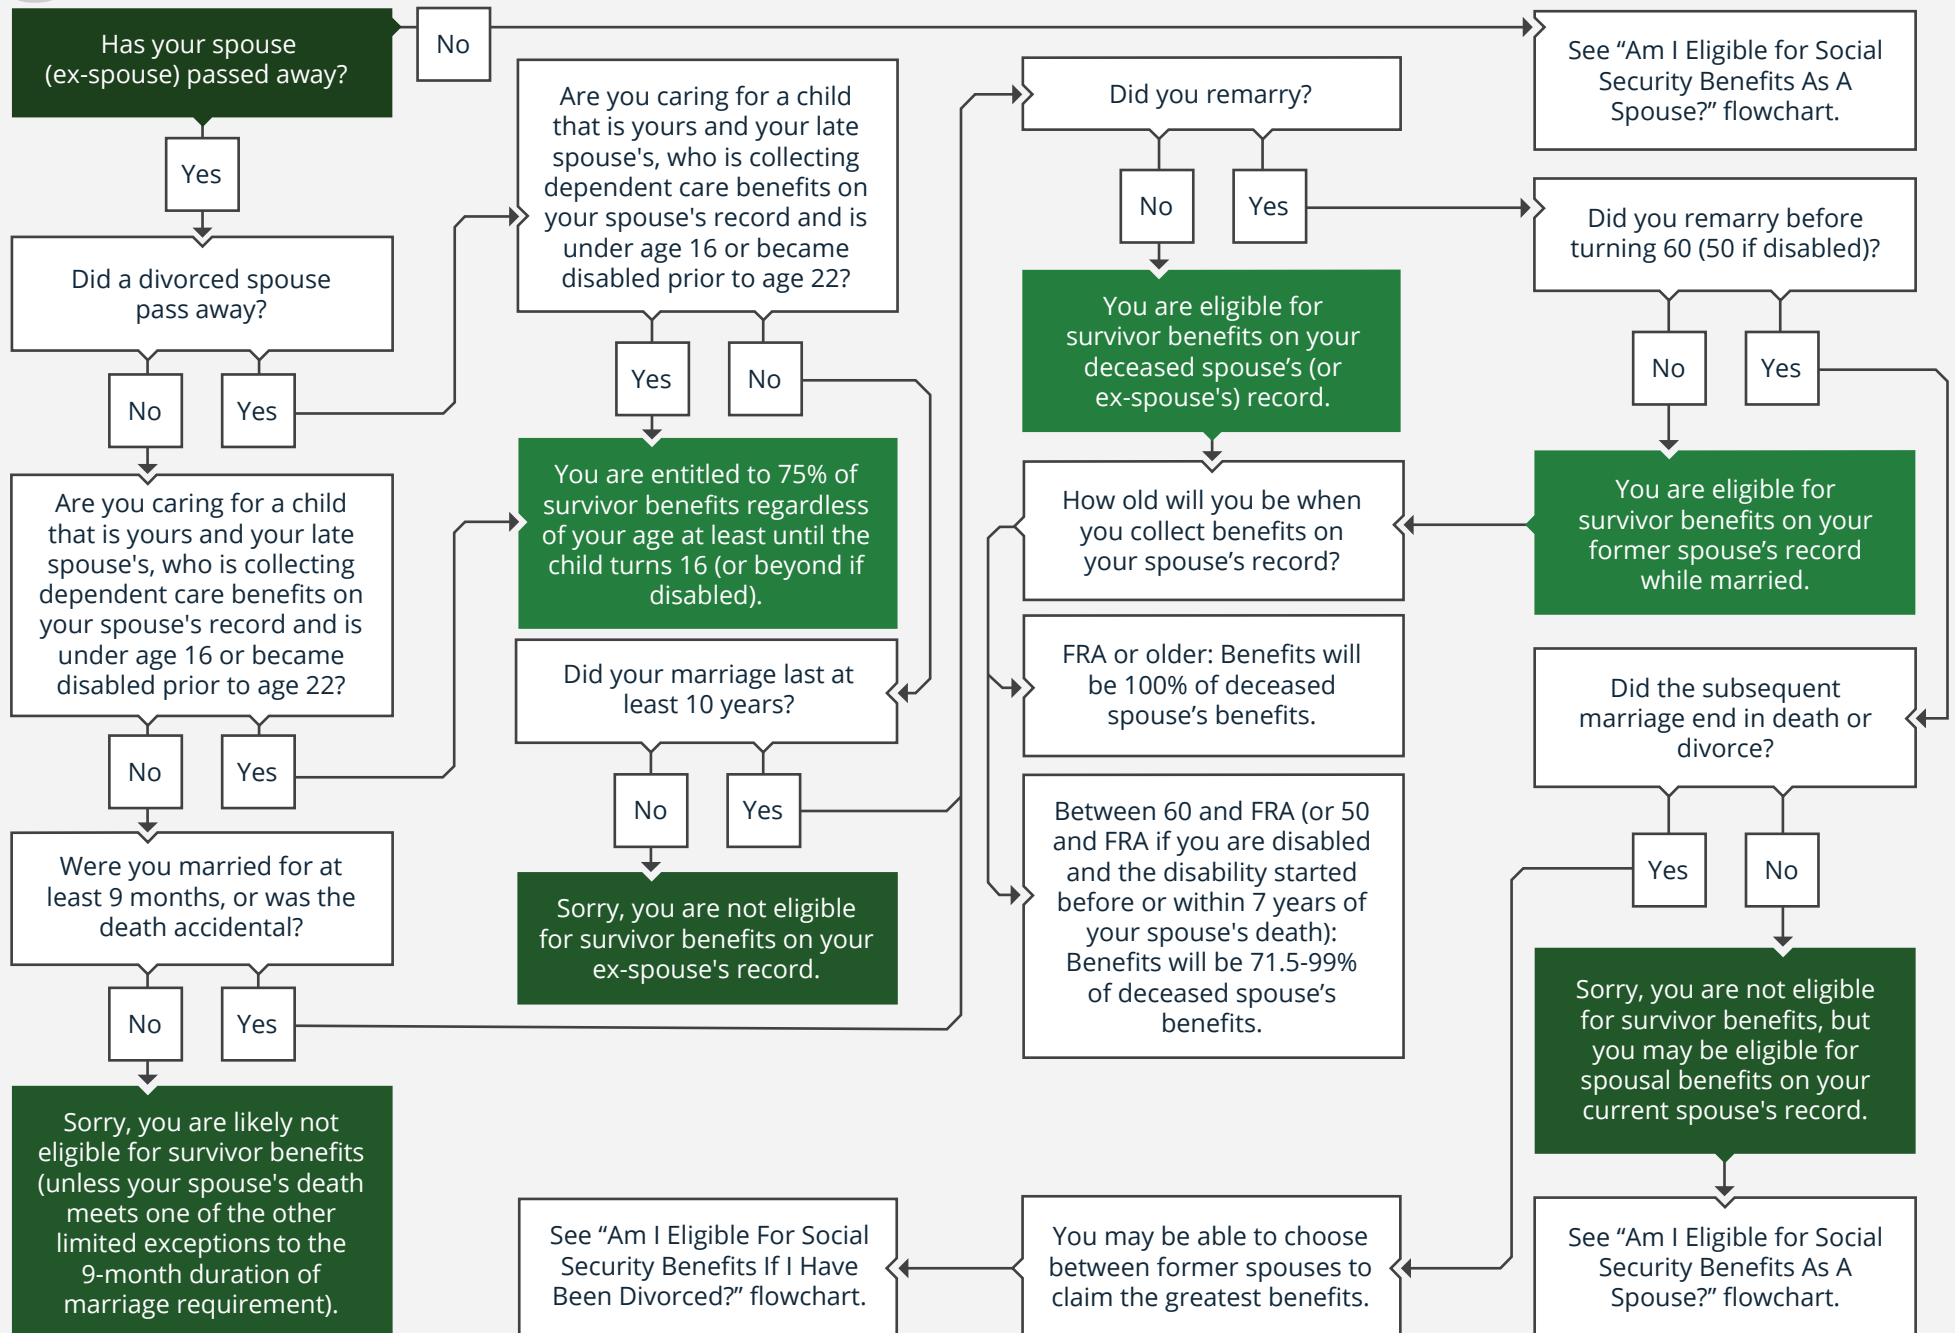 Has your spouse
(ex-spouse) passed away?
No
Yes
See “Am I Eligible for Social
Security Benefits As A
Spouse?” flowchart.
Did a divorced spouse
pass away?
No
Yes
Are you caring for a child
that is yours and your late
spouse's, who is collecting
dependent care benefits on
your spouse's record and is
under age 16 or became
disabled prior to age 22?
No
Yes
Were you married for at
least 9 months, or was the
death accidental?
No
Yes
Sorry, you are likely not
eligible for survivor benefits
(unless your spouse's death
meets one of the other
limited exceptions to the
9-month duration of
marriage requirement).
Are you caring for a child
that is yours and your late
spouse's, who is collecting
dependent care benefits on
your spouse's record and is
under age 16 or became
disabled prior to age 22?
Yes
No
You are entitled to 75% of
survivor benefits regardless
of your age at least until the
child turns 16 (or beyond if
disabled).
Did your marriage last at
least 10 years?
No
Yes
Sorry, you are not eligible
for survivor benefits on your
ex-spouse's record.
Did you remarry?
No
Yes
You are eligible for
survivor benefits on your
deceased spouse’s (or
ex-spouse's) record.
How old will you be when
you collect benefits on
your spouse’s record?
FRA or older: Benefits will
be 100% of deceased
spouse’s benefits.
Between 60 and FRA (or 50
and FRA if you are disabled
and the disability started
before or within 7 years of
your spouse's death):
Benefits will be 71.5-99%
of deceased spouse’s
benefits.
Did you remarry before
turning 60 (50 if disabled)?
No
Yes
You are eligible for
survivor benefits on your
former spouse’s record
while married.
Did the subsequent
marriage end in death or
divorce?
Yes
No
Sorry, you are not eligible
for survivor benefits, but
you may be eligible for
spousal benefits on your
current spouse's record.
See “Am I Eligible for Social
Security Benefits As A
Spouse?” flowchart.
You may be able to choose
between former spouses to
claim the greatest benefits.
See “Am I Eligible For Social
Security Benefits If I Have
Been Divorced?” flowchart.